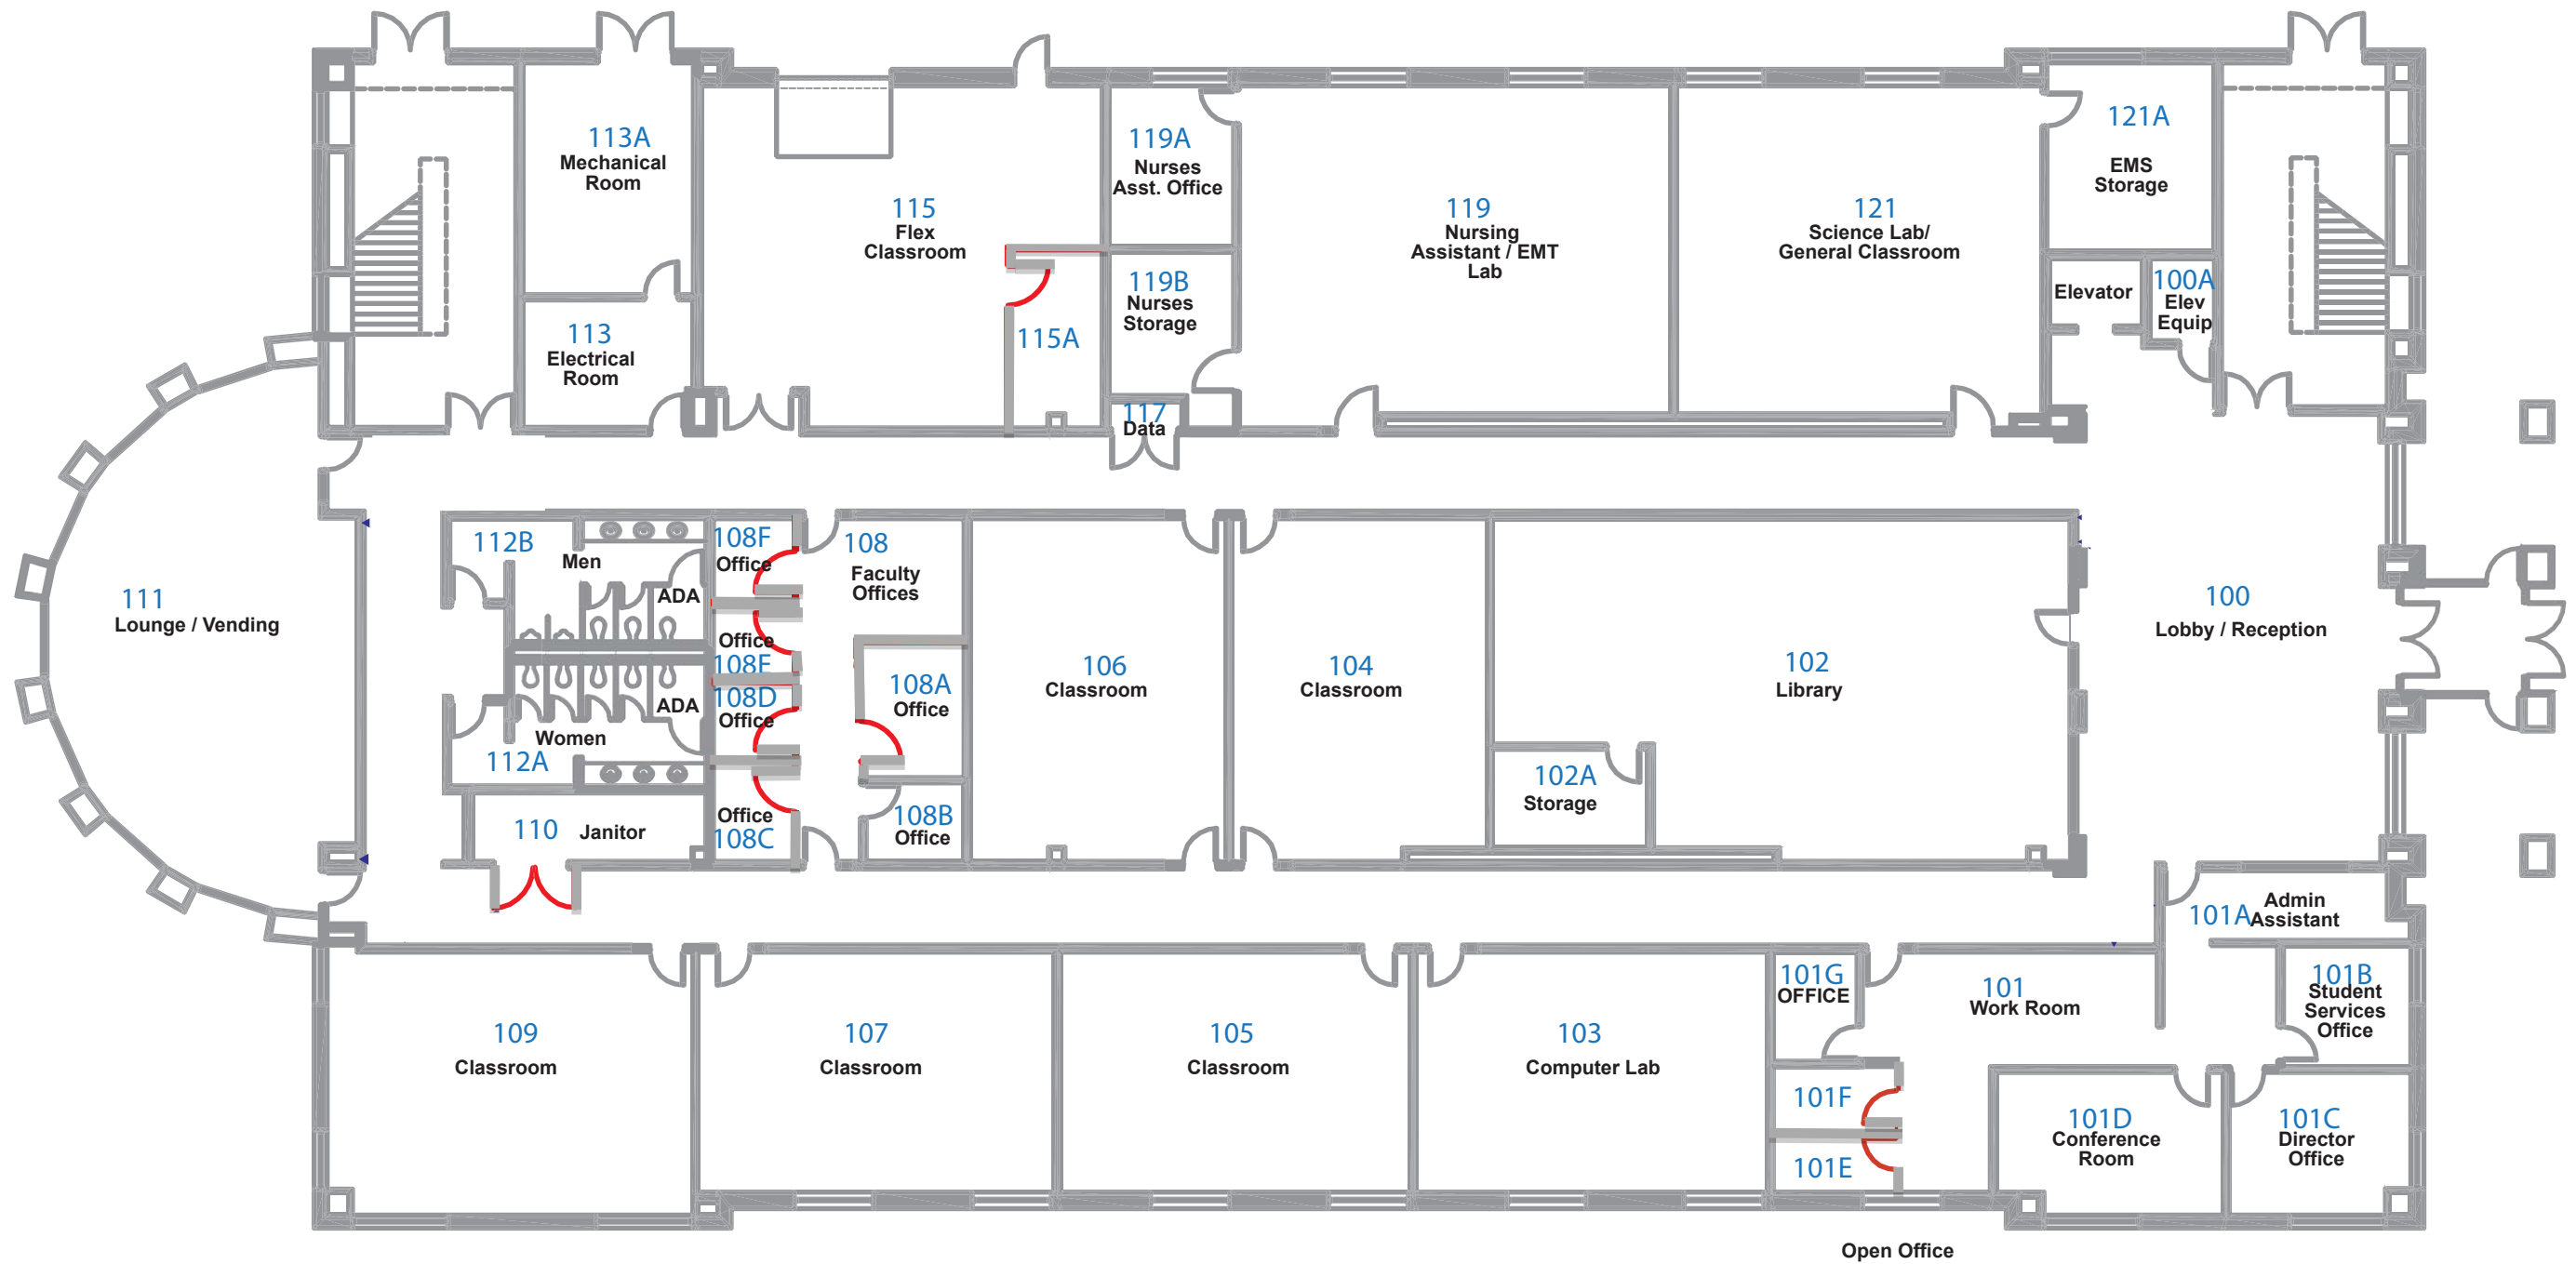 113A
Mechanical
Room
113
Electrical
Room
115
Flex
Classroom
115A
119A
Nurses
Asst. Office
119B
Nurses
Storage
117
Data
119
Nursing
Assistant / EMT
Lab
121
Science Lab/
General Classroom
121A
EMS
Storage
Elevator
100A
Elev
Equip
111
Lounge / Vending
112B
Men
ADA
ADA
Women
112A
110
Janitor
108F
Office
Office
108E
108D
Office
Office
108C
108
Faculty
Offices
108A
Office
108B
Office
106
Classroom
104
Classroom
102
Library
102A
Storage
100
Lobby / Reception
101A
Admin
Assistant
109
Classroom
107
Classroom
105
Classroom
103
Computer Lab
101G
OFFICE
101
Work Room
101B
Student
Services
Office
101F
101E
101D
Conference
Room
101C
Director
Office
Open Office